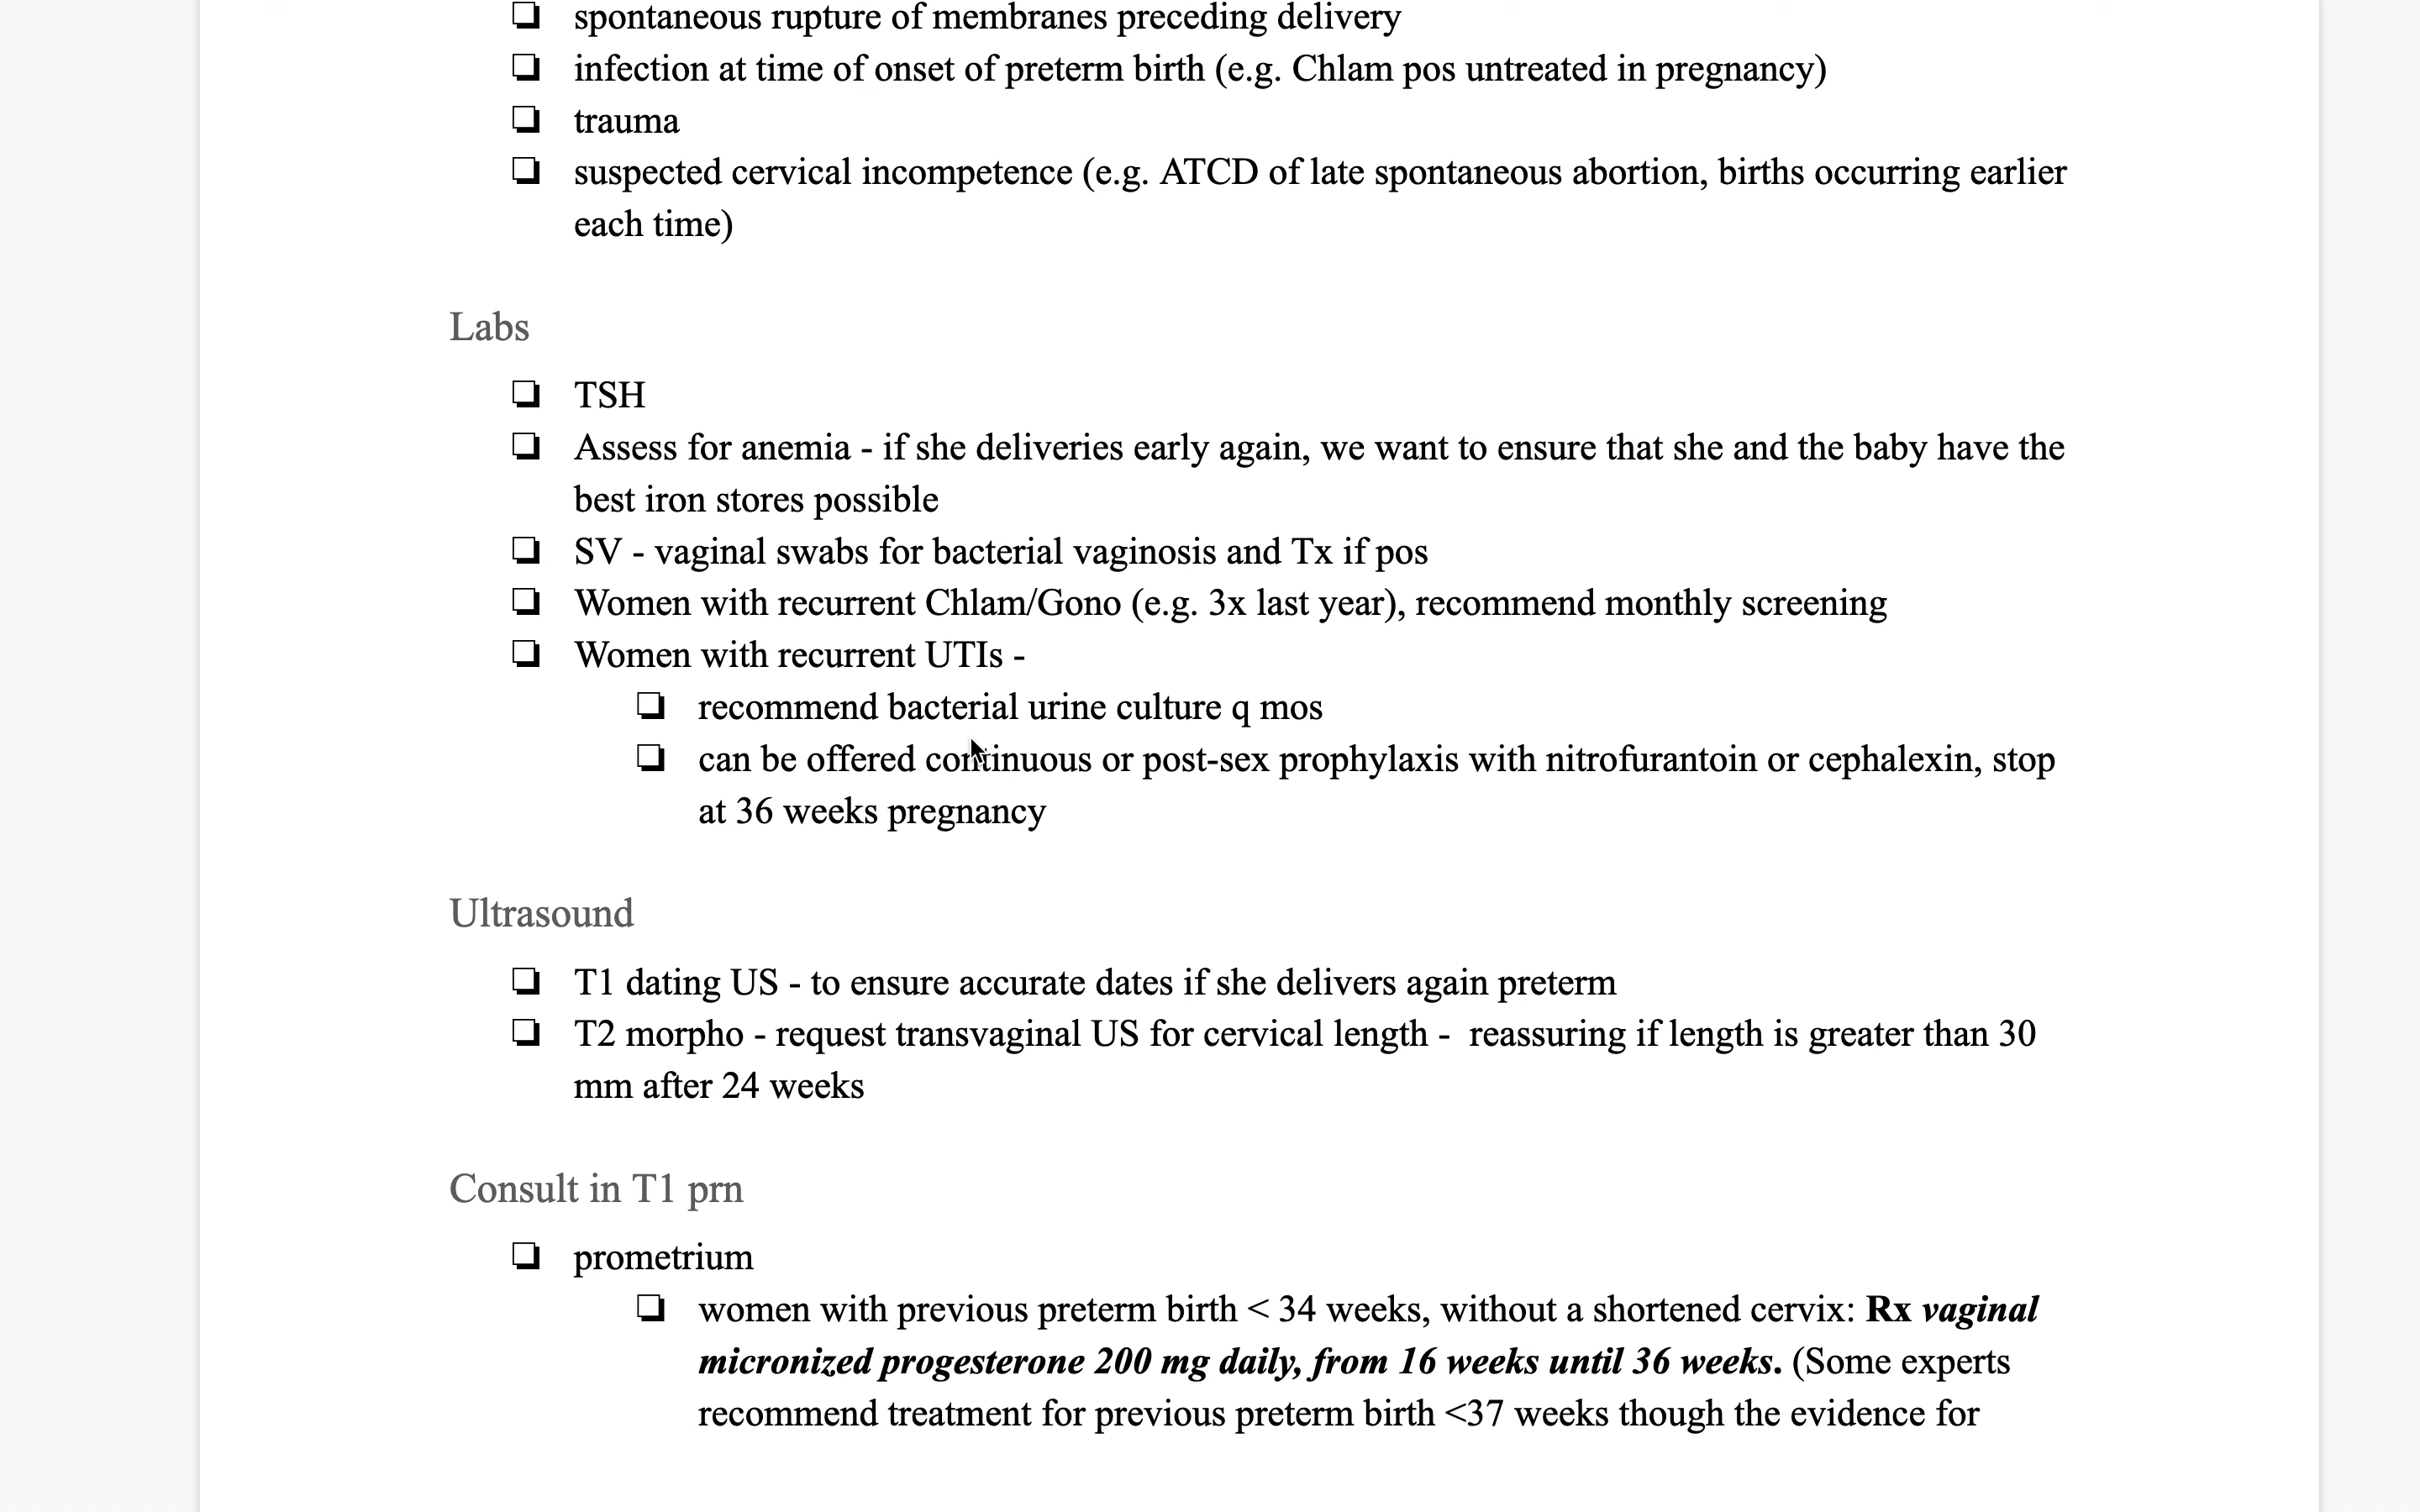 spontaneous rupture of membranes preceding delivery
infection at time of onset of preterm birth (e.g. Chlam pos untreated in pregnancy)
trauma
suspected cervical incompetence (e.g. ATCD of late spontaneous abortion, births occurring earlier
each time)
Labs
TSH
Assess for anemia - if she deliveries early again, we want to ensure that she and the baby have the
best iron stores possible
SV - vaginal swabs for bacterial vaginosis and Tx if pos
Women with recurrent Chlam/Gono (e.g. 3x last year), recommend monthly screening
Women with recurrent UTIs -
recommend bacterial urine culture q mos
can be offered continuous or post-sex prophylaxis with nitrofurantoin or cephalexin, stop
at 36 weeks pregnancy
Ultrasound
T1 dating US - to ensure accurate dates if she delivers again preterm
T2 morpho - request transvaginal US for cervical length -  reassuring if length is greater than 30
mm after 24 weeks
Consult in T1 prn
prometrium
women with previous preterm birth < 34 weeks, without a shortened cervix: Rx vaginal
micronized progesterone 200 mg daily, from 16 weeks until 36 weeks. (Some experts
recommend treatment for previous preterm birth <37 weeks though the evidence for